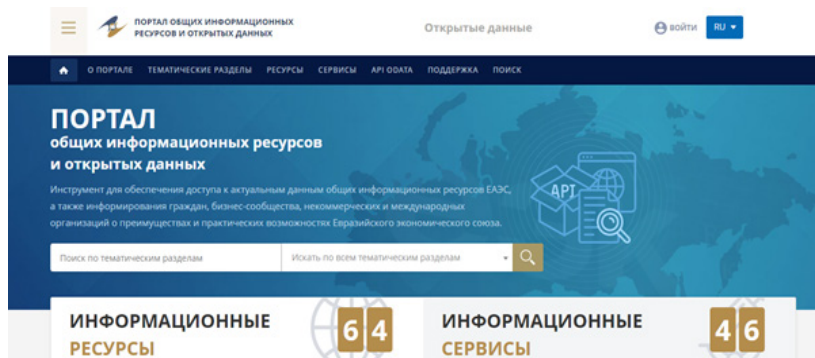 ПОРТАЛ ОБЩИХ ИНФОРМАЦИОННЫХ
РЕСУРСОВ И ОТКРЫТЫХ ДАННЫХ
Открытые данные
ВОЙТИ
RU
О ПОРТАЛЕ ТЕМАТИЧЕСКИЕ РАЗДЕЛЫ РЕСУРСЫ СЕРВИСЫ API ODATA ПОДДЕРЖКА ПОИСК
ПОРТАЛ
общих информационных ресурсов
и открытых данных
Инструмент для обеспечения доступа к актуальным данным общих информационных ресурсов ЕАЭС,
а также информирования граждан, бизнес-сообщества, некоммерческих и международных
организаций о преимуществах и практических возможностях Евразийского экономического союза.
АРТ
Поиск по тематическим разделам
Искать по всем тематическим разделам
ИНФОРМАЦИОННЫЕ
РЕСУРСЫ
64
ИНФОРМАЦИОННЫЕ
СЕРВИСЫ
46